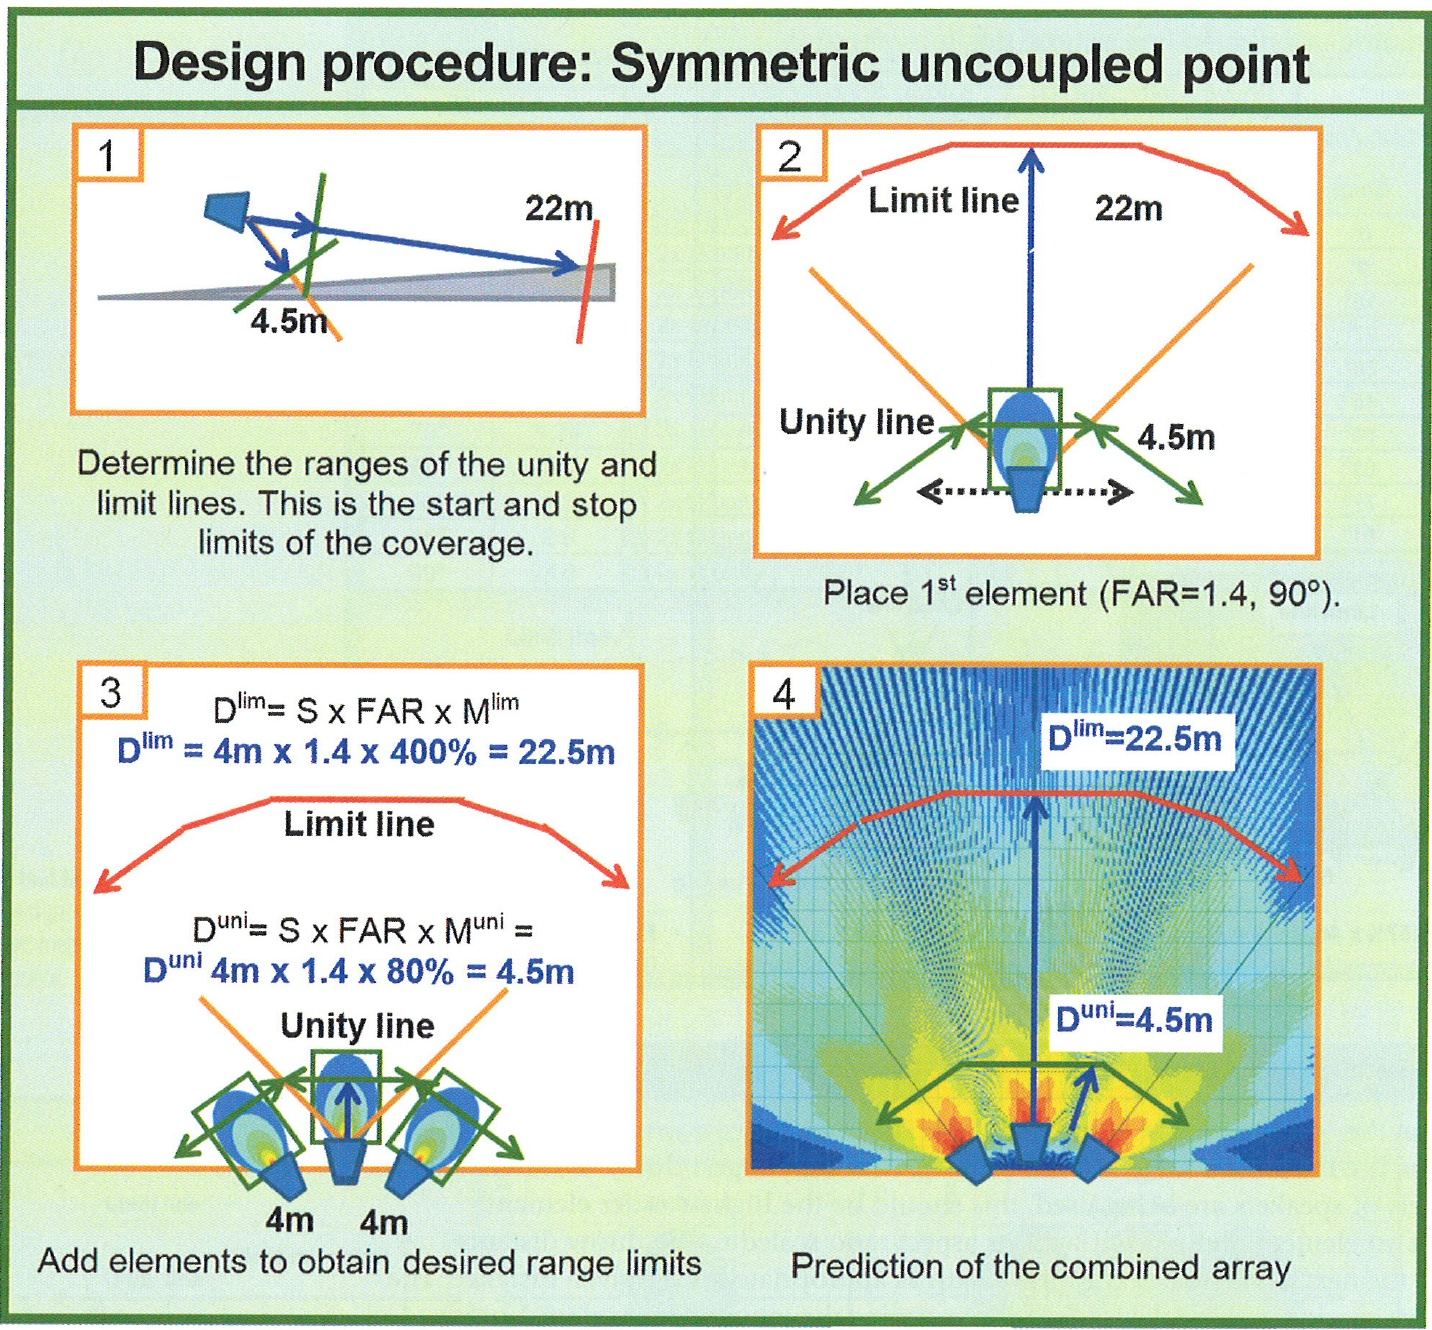 Design procedure: Symmetric uncoupled point
1
22m
4.5m
Determine the ranges of the unity and
limit lines. This is the start and stop
limits of the coverage.
2
Limit line
22m
Unity line
4.5m
Place 1st element (FAR=1.4, 90º).
3
Dlim= S x FAR x Mlim
Dlim = 4m x 1.4 x 400% = 22.5m
Limit line
Duni= S x FAR x Muni =
Duni 4m x 1.4 x 80% = 4.5m
Unity line
4m 4m
Add elements to obtain desired range limits
4
Dlim=22.5m
Duni=4.5m
Prediction of the combined array